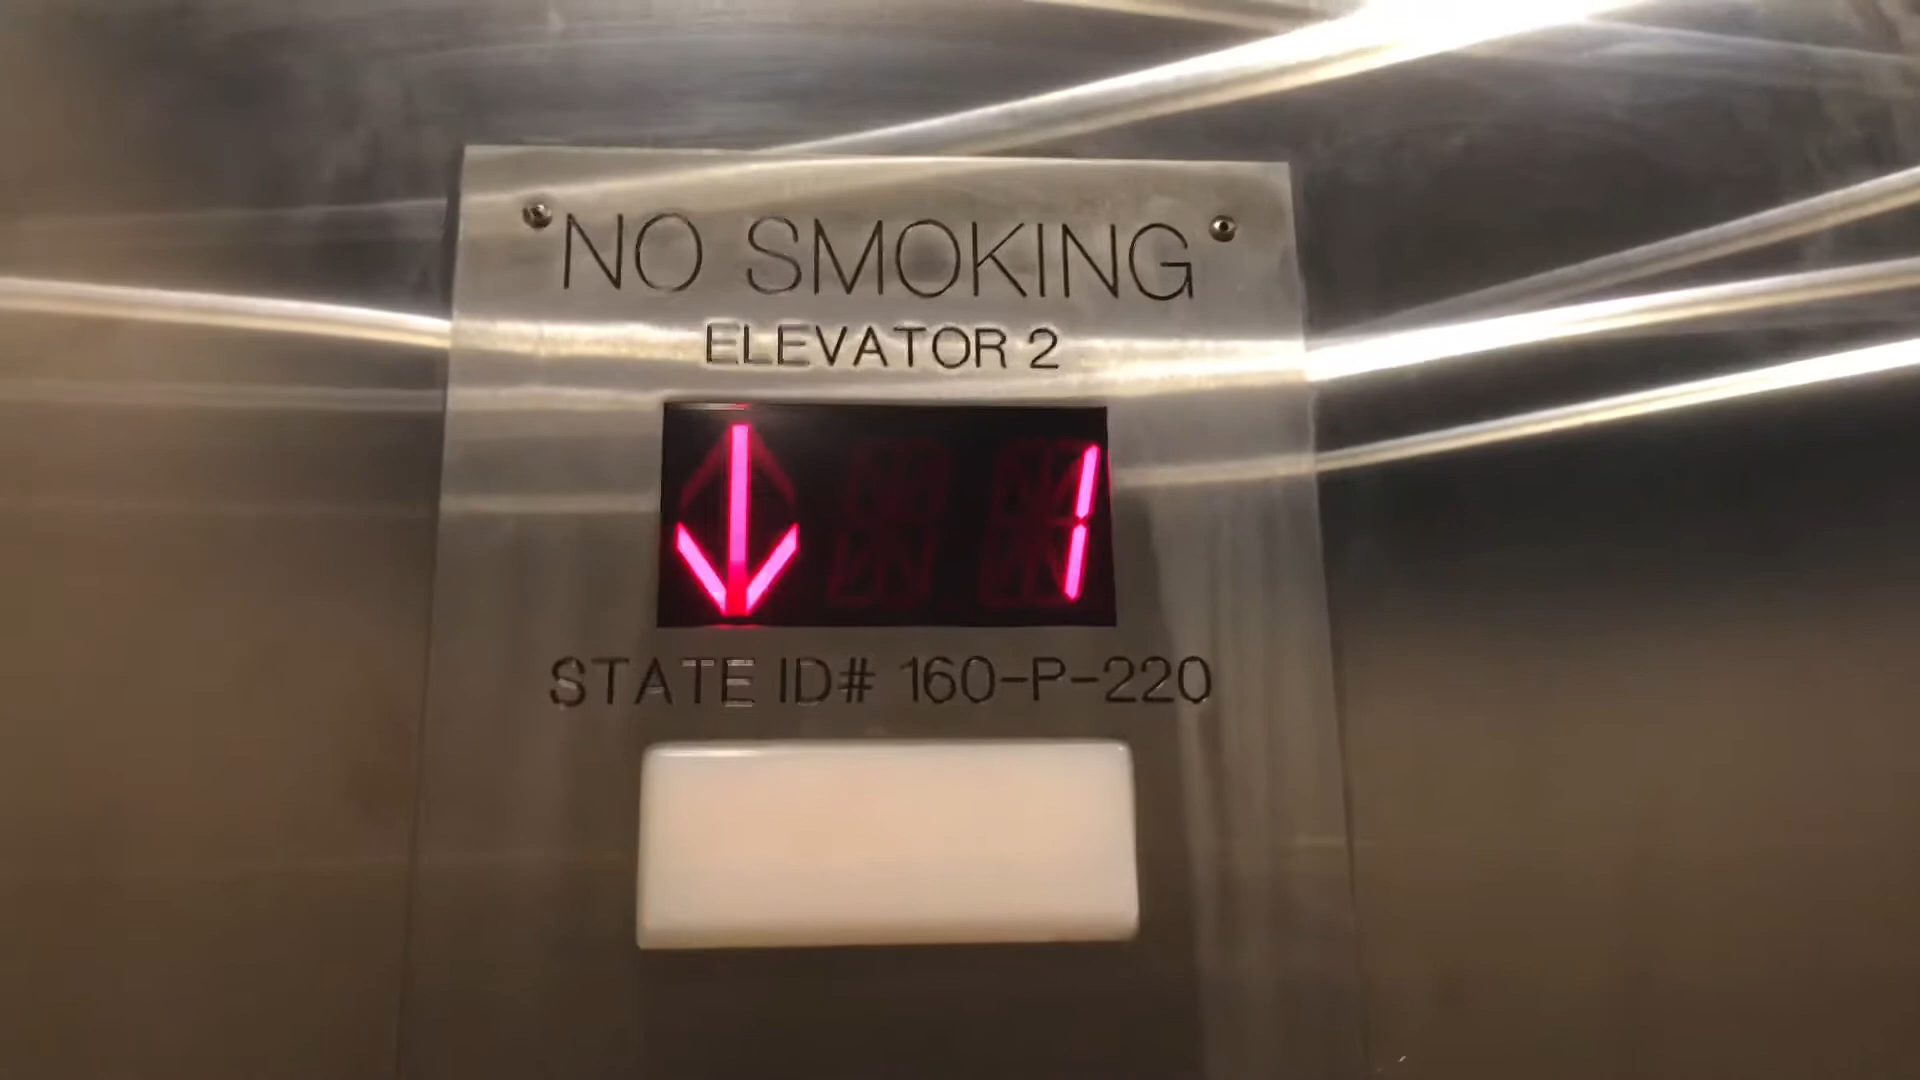 NO SMOKING
ELEVATOR 2
↓ 1
STATE ID# 160-P-220